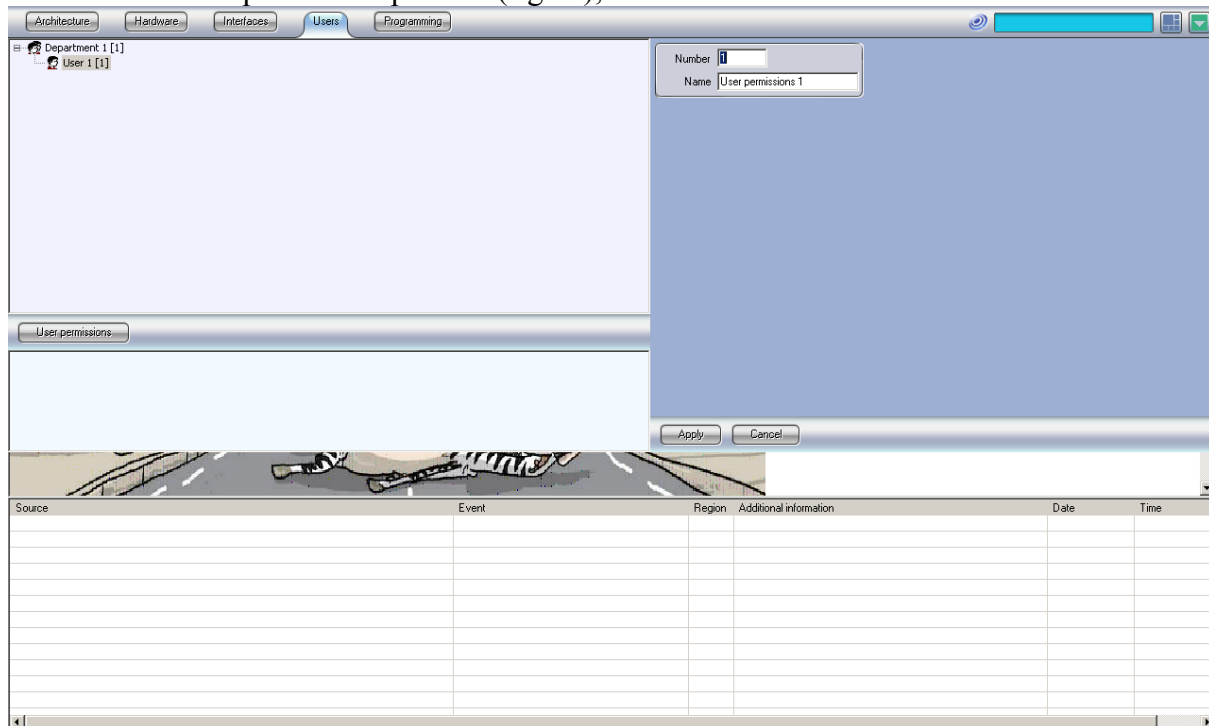 Architecture Hardware Interfaces Users Programming
Department 1 [1]
User 1 [1]
Number 1
Name User permissions 1
User permissions
Apply Cancel
Source Event Region Additional information Date Time